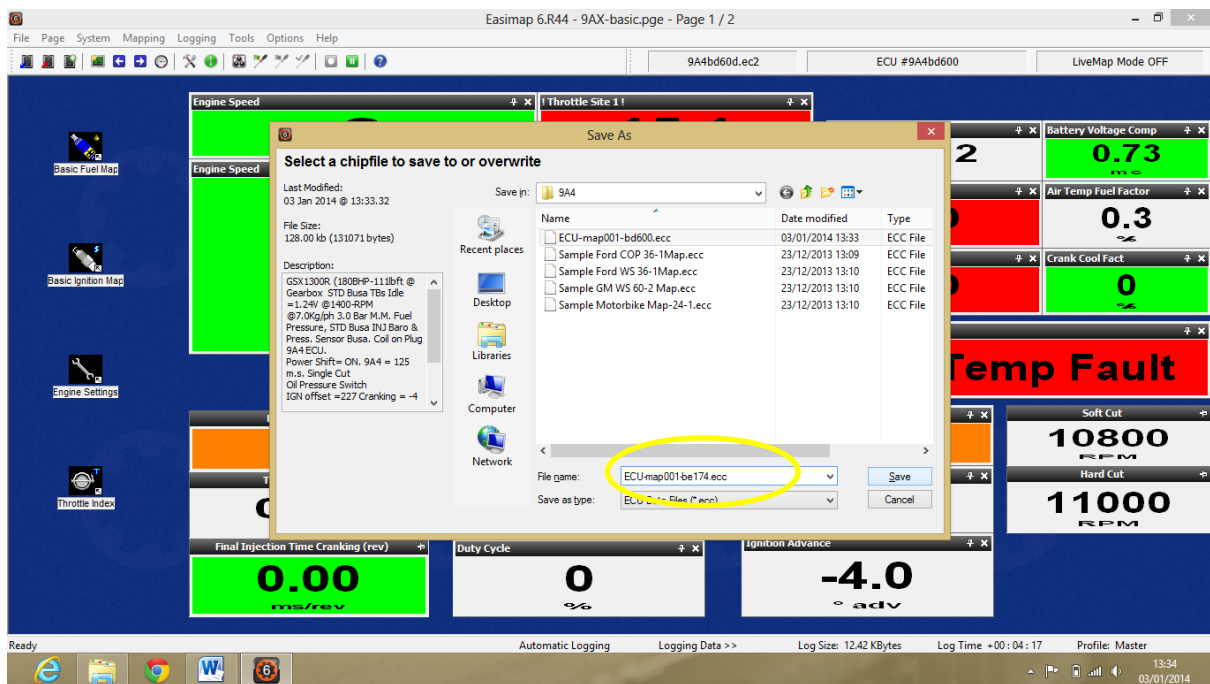 Easimap 6.R44 - 9AX-basic.pge - Page 1 / 2
File Page System Mapping Logging Tools Options Help
9A4bd60d.ec2 ECU #9A4bd600 LiveMap Mode OFF
Engine Speed ! Throttle Site 1 !
Save As
Select a chipfile to save to or overwrite
Last Modified:
03 Jan 2014 @ 13:33.32
File Size:
128.00 kb (131071 bytes)
Description:
GSX1300R (180BHP-111lbft @
Gearbox STD Busa TBs Idle
=1.24V @1400-RPM
@7.0Kg/ph 3.0 Bar M.M. Fuel
Pressure, STD Busa INJ Baro &
Press. Sensor Busa. Coil on Plug
9A4 ECU.
Power Shift= ON. 9A4 = 125
m.s. Single Cut
Oil Pressure Switch
IGN offset =227 Cranking = -4
Save in: 9A4
Name Date modified Type
ECU-map001-bd600.ecc 03/01/2014 13:33 ECC File
Sample Ford COP 36-1Map.ecc 23/12/2013 13:09 ECC File
Sample Ford WS 36-1Map.ecc 23/12/2013 13:10 ECC File
Sample GM WS 60-2 Map.ecc 23/12/2013 13:10 ECC File
Sample Motorbike Map-24-1.ecc 23/12/2013 13:10 ECC File
Recent places
Desktop
Libraries
Computer
Network
File name: ECU-map001-be174.ecc Save
Save as type: ECU Data Files (*.ecc) Cancel
Basic Fuel Map
Basic Ignition Map
Engine Settings
Throttle Index
Engine Speed
2
Battery Voltage Comp
0.73
ms
Air Temp Fuel Factor
0.3
%
Crank Cool Fact
0
%
Temp Fault
Soft Cut
10800
RPM
Hard Cut
11000
RPM
Final Injection Time Cranking (rev)
0.00
ms/rev
Duty Cycle
0
%
Ignition Advance
-4.0
° adv
Ready Automatic Logging Logging Data >> Log Size: 12.42 KBytes Log Time +00:04:17 Profile: Master
13:34
03/01/2014